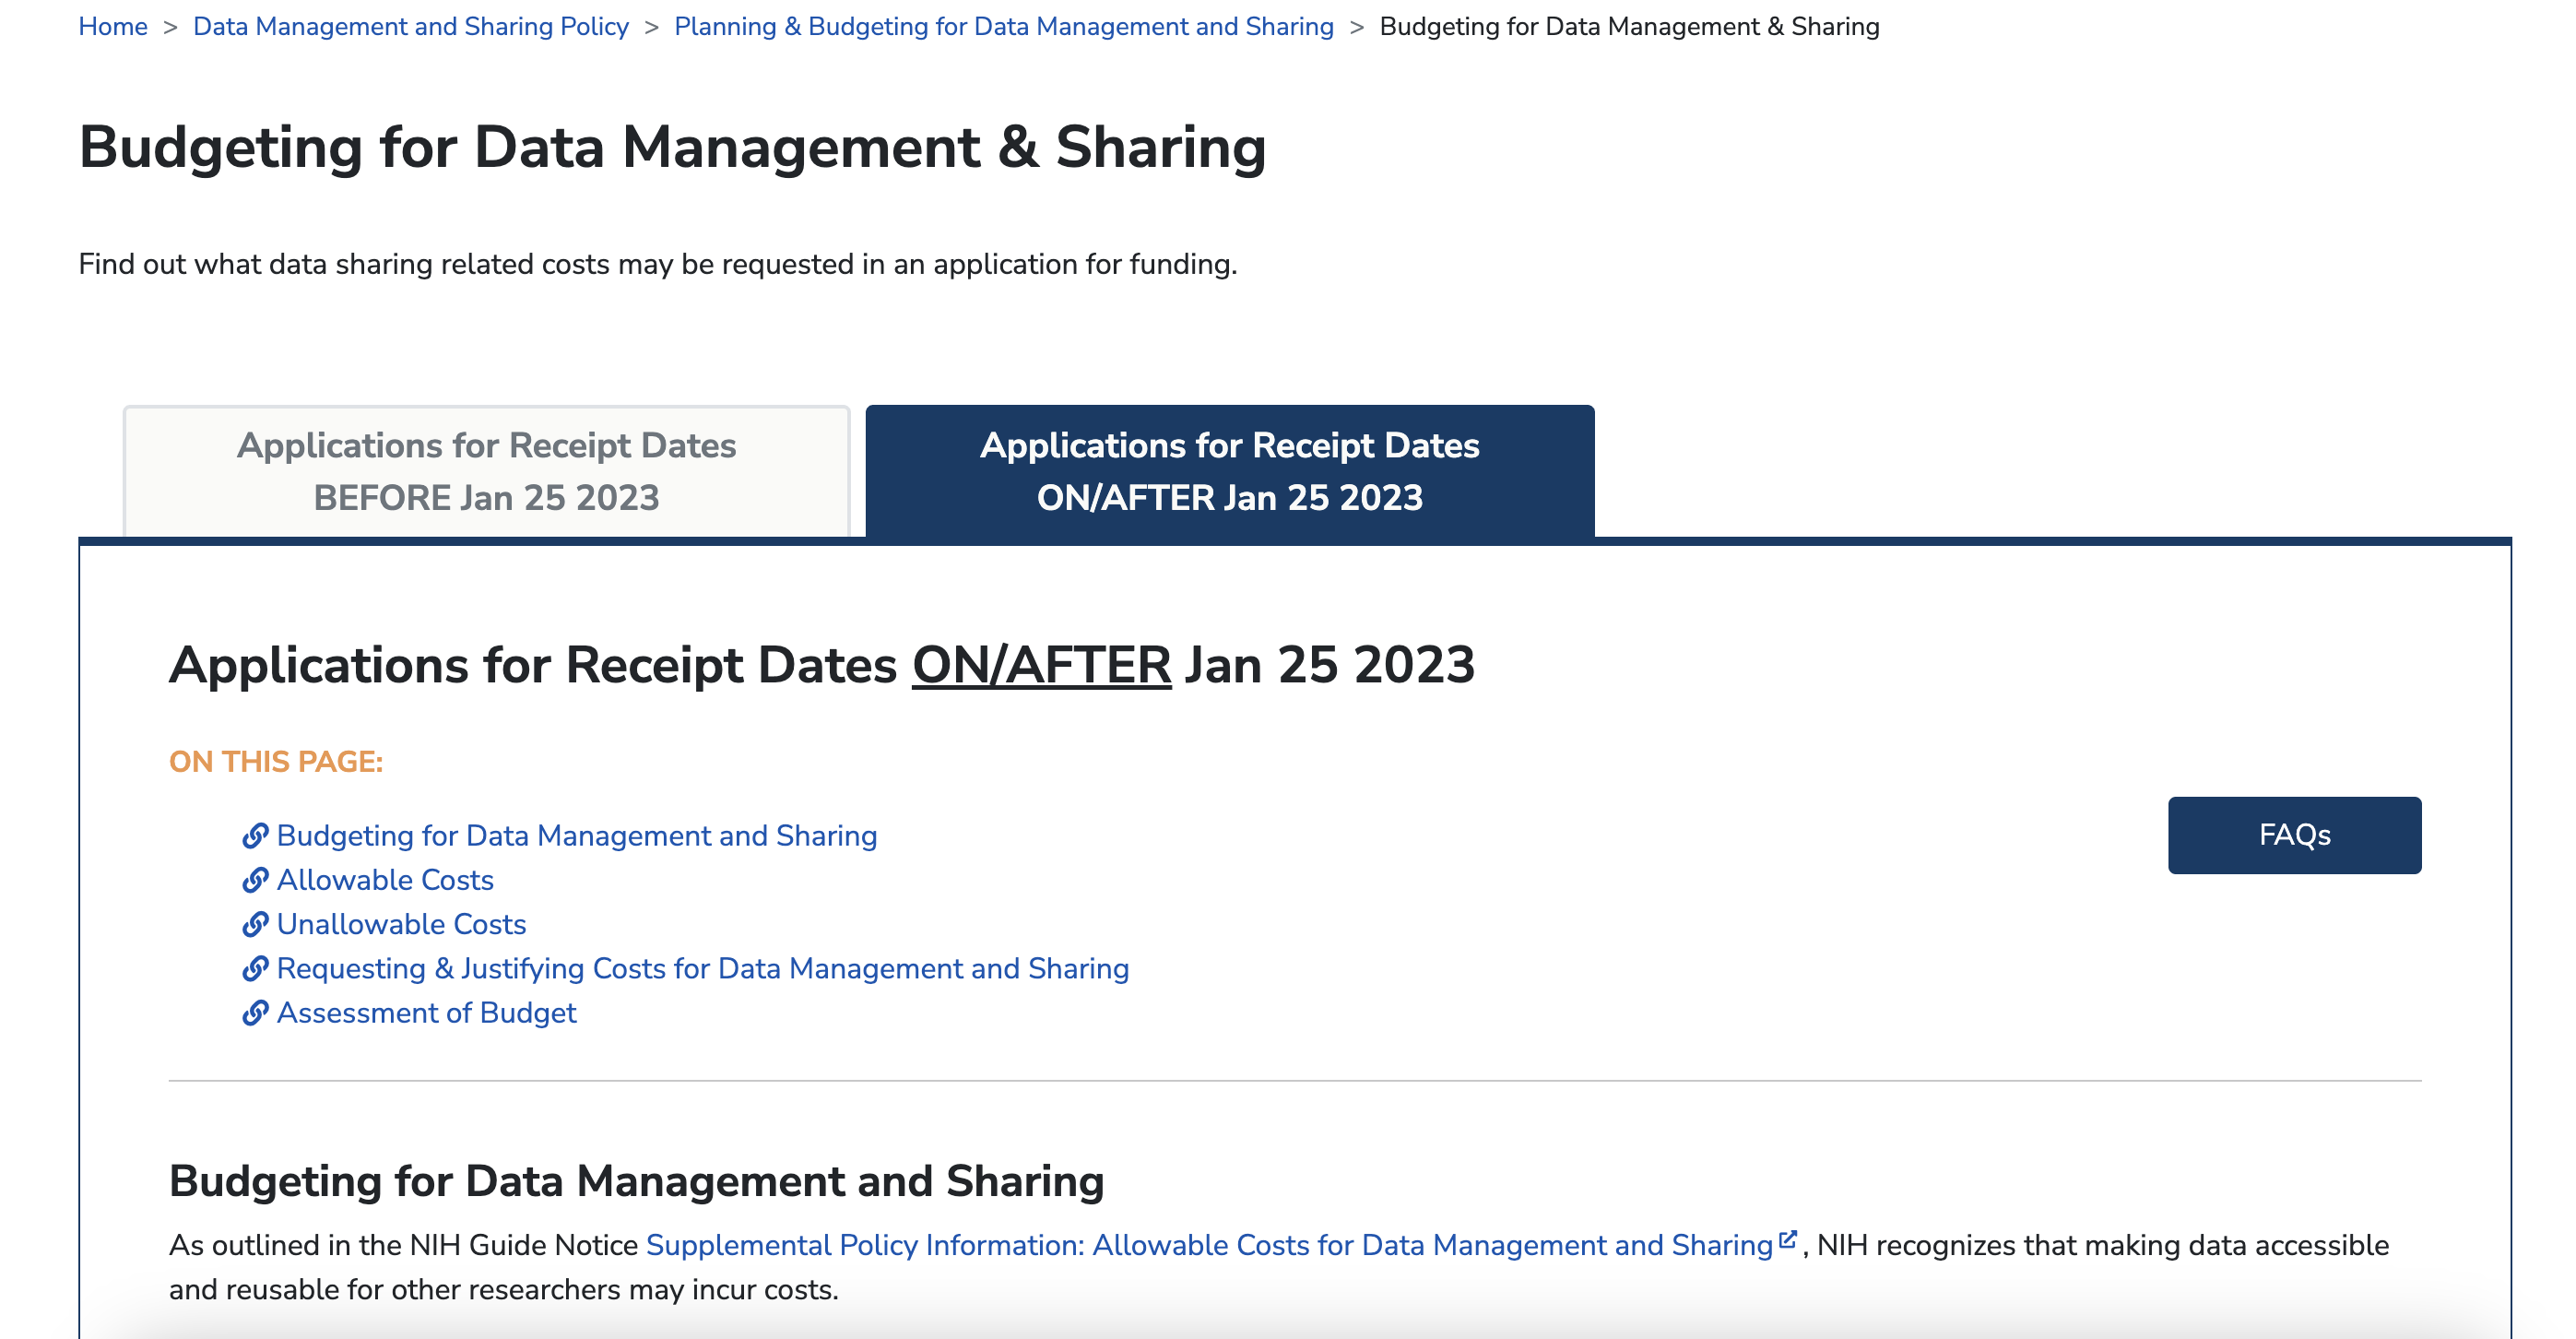 Home > Data Management and Sharing Policy > Planning & Budgeting for Data Management and Sharing > Budgeting for Data Management & Sharing
Budgeting for Data Management & Sharing
Find out what data sharing related costs may be requested in an application for funding.
Applications for Receipt Dates
BEFORE Jan 25 2023
Applications for Receipt Dates
ON/AFTER Jan 25 2023
Applications for Receipt Dates ON/AFTER Jan 25 2023
ON THIS PAGE:
Budgeting for Data Management and Sharing
Allowable Costs
Unallowable Costs
Requesting & Justifying Costs for Data Management and Sharing
Assessment of Budget
FAQs
Budgeting for Data Management and Sharing
As outlined in the NIH Guide Notice Supplemental Policy Information: Allowable Costs for Data Management and Sharing, NIH recognizes that making data accessible
and reusable for other researchers may incur costs.